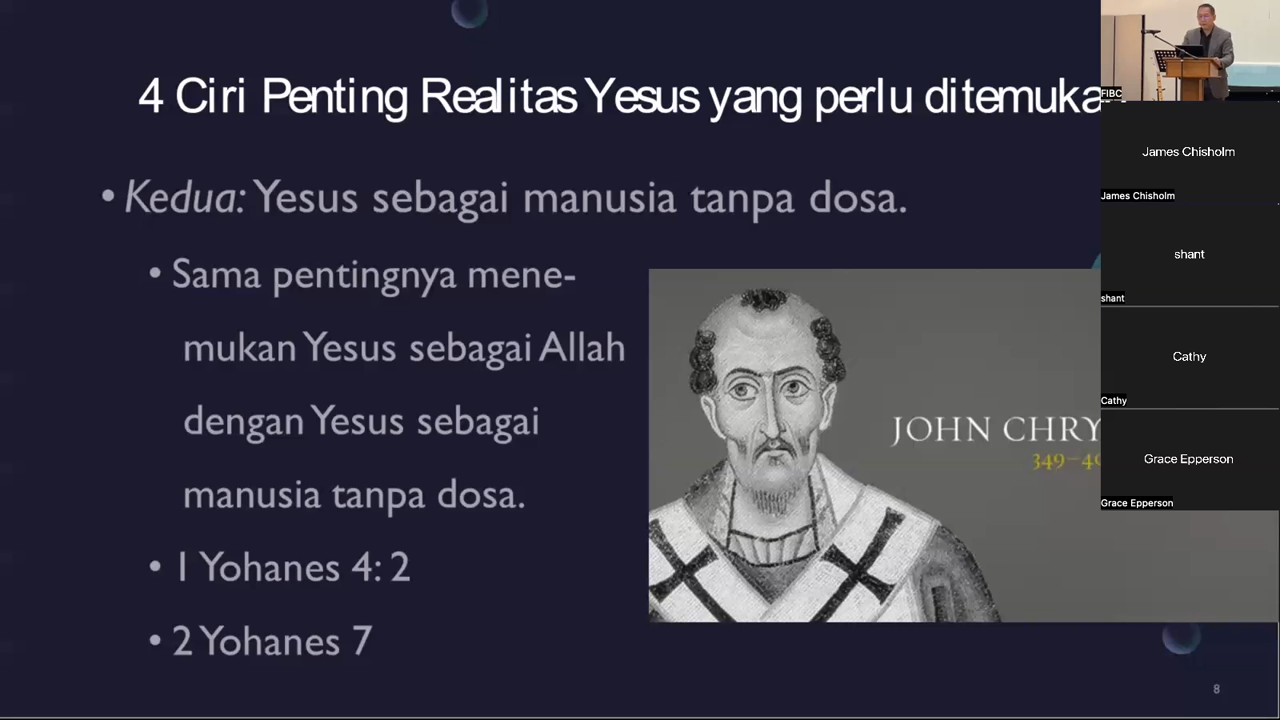 4 Ciri Penting Realitas Yesus yang perlu ditemuka
• Kedua: Yesus sebagai manusia tanpa dosa.
• Sama pentingnya mene-
mukan Yesus sebagai Allah
dengan Yesus sebagai
manusia tanpa dosa.
• 1 Yohanes 4: 2
• 2 Yohanes 7
JOHN CHRY
349–40
8
FIBC
James Chisholm
James Chisholm
shant
shant
Cathy
Cathy
Grace Epperson
Grace Epperson